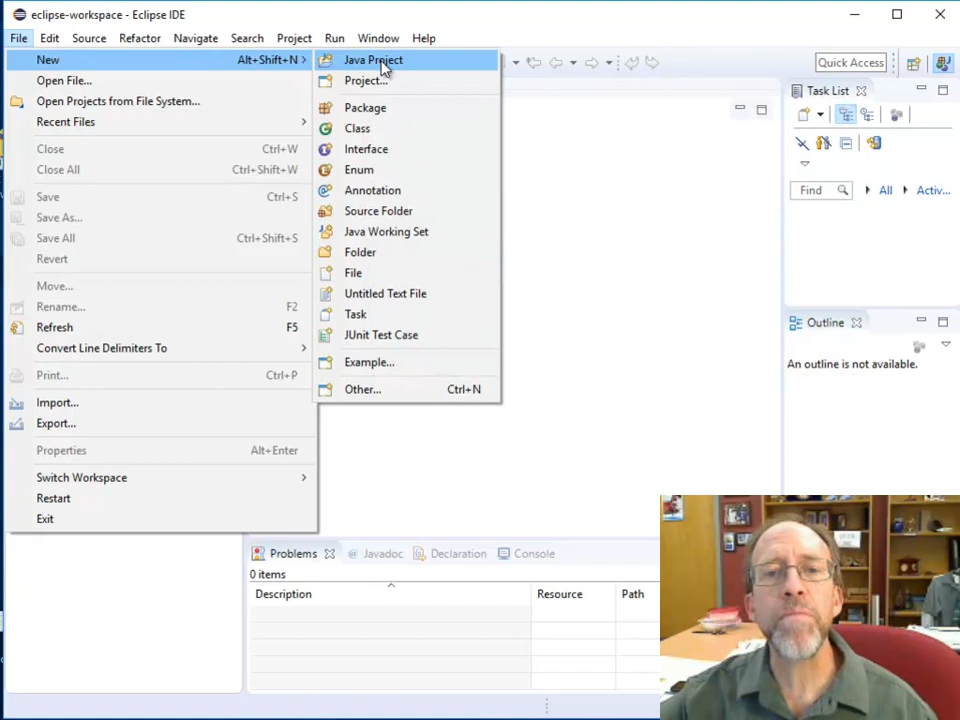 eclipse-workspace - Eclipse IDE
File Edit Source Refactor Navigate Search Project Run Window Help
New Alt+Shift+N
Open File...
Open Projects from File System...
Recent Files
Close Ctrl+W
Close All Ctrl+Shift+W
Save Ctrl+S
Save As...
Save All Ctrl+Shift+S
Revert
Move...
Rename... F2
Refresh F5
Convert Line Delimiters To
Print... Ctrl+P
Import...
Export...
Properties Alt+Enter
Switch Workspace
Restart
Exit
Java Project
Project...
Package
Class
Interface
Enum
Annotation
Source Folder
Java Working Set
Folder
File
Untitled Text File
Task
JUnit Test Case
Example...
Other... Ctrl+N
Quick Access
Task List
Find All Activ...
Outline
An outline is not available.
Problems Javadoc Declaration Console
0 items
Description Resource Path